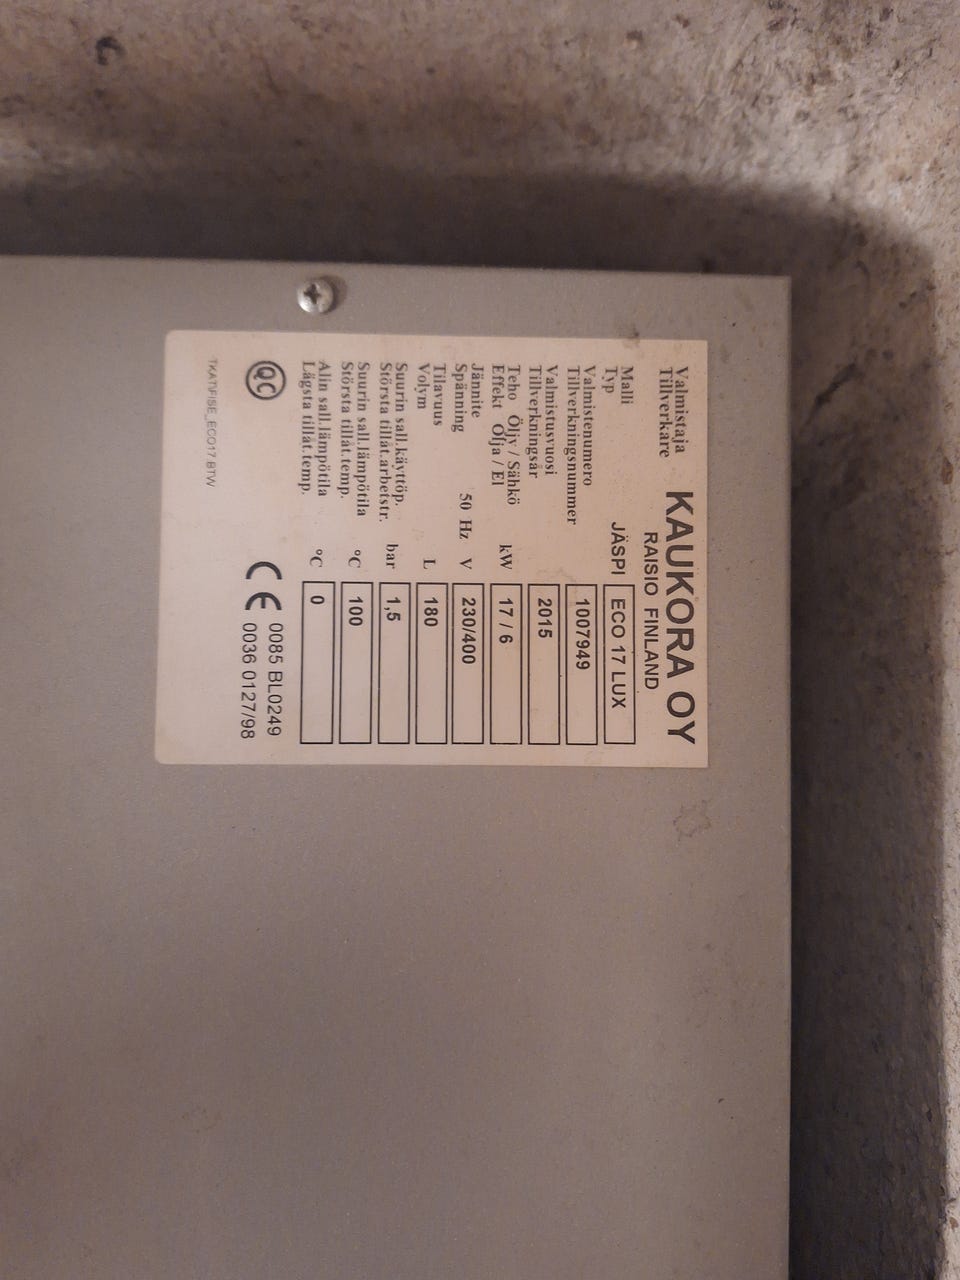 Valmistaja
Tillverkare
KAUKORA OY
RAISIO FINLAND
Malli
Typ
JÄSPI ECO 17 LUX
Valmistenumero
Tillverkningsnummer
1007949
Valmistusvuosi
Tillverkningsår
2015
Teho Öljy / Sähkö
Effekt Olja / El
kW 17 / 6
Jännite
Spänning
50 Hz V 230/400
Tilavuus
Volym
L 180
Suurin sall.käyttöp.
Största tillåt.arbetstr.
bar 1,5
Suurin sall.lämpötila
Största tillåt.temp.
°C 100
Alin sall.lämpötila
Lägsta tillåt.temp.
°C 0
QC
CE 0085 BL0249
0036 0127/98